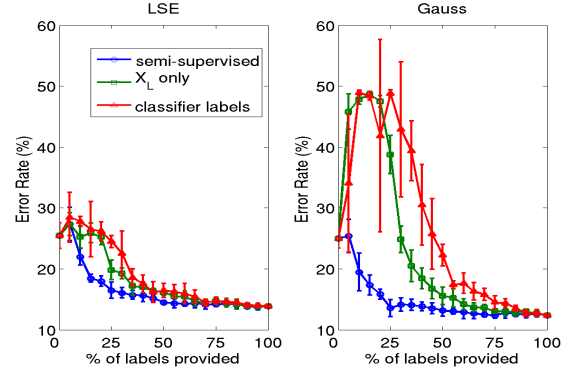 LSE
Gauss
60
50
40
30
20
10
Error Rate (%)
semi-supervised
X_L only
classifier labels
0
25
50
75
100
% of labels provided
60
50
40
30
20
10
Error Rate (%)
0
25
50
75
100
% of labels provided